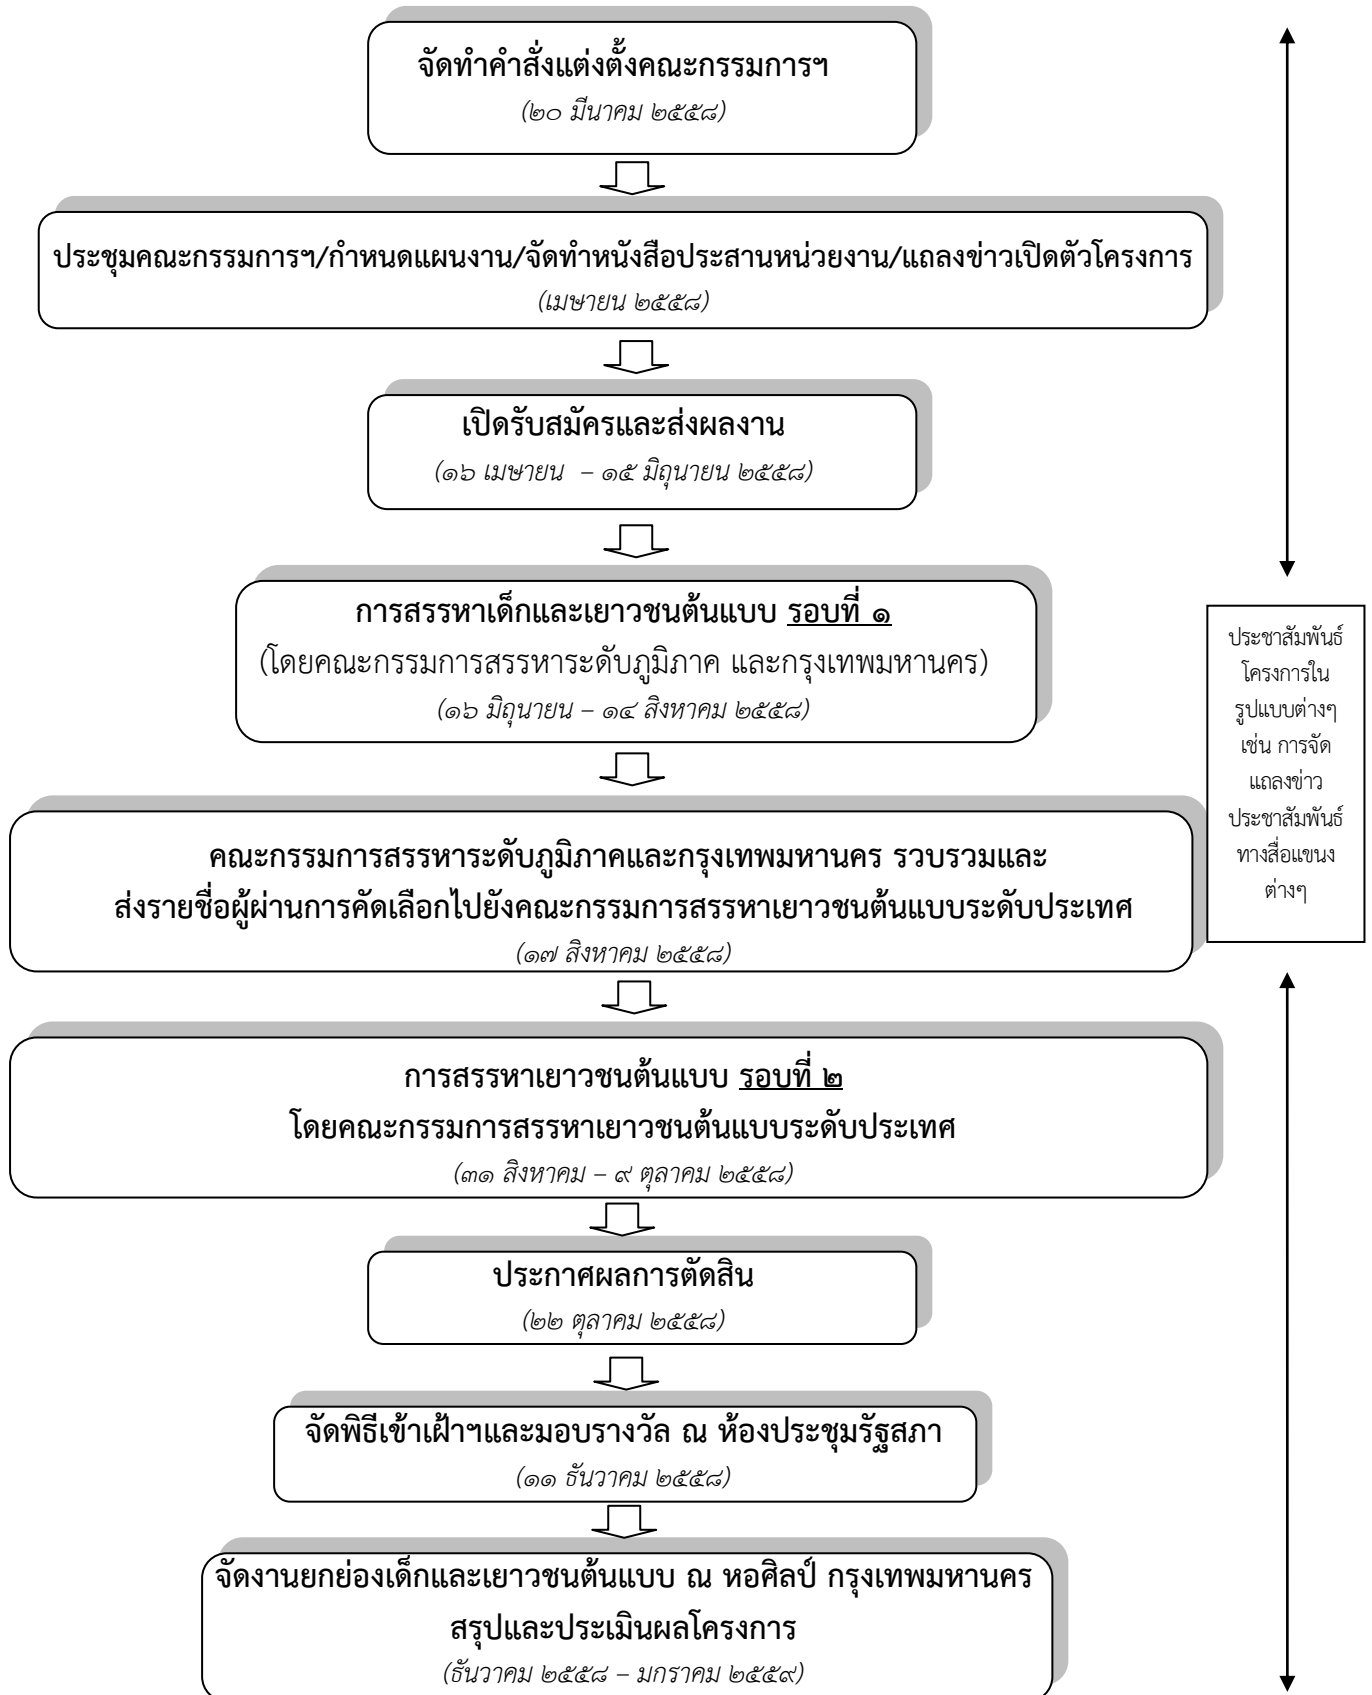 จัดทำคำสั่งแต่งตั้งคณะกรรมการฯ
(๒๐ มีนาคม ๒๕๕๘)
ประชุมคณะกรรมการฯ/กำหนดแผนงาน/จัดทำหนังสือประสานหน่วยงาน/แถลงข่าวเปิดตัวโครงการ
(เมษายน ๒๕๕๘)
เปิดรับสมัครและส่งผลงาน
(๑๖ เมษายน – ๑๕ มิถุนายน ๒๕๕๘)
การสรรหาเด็กและเยาวชนต้นแบบ รอบที่ ๑
(โดยคณะกรรมการสรรหาระดับภูมิภาค และกรุงเทพมหานคร)
(๑๖ มิถุนายน – ๑๔ สิงหาคม ๒๕๕๘)
คณะกรรมการสรรหาระดับภูมิภาคและกรุงเทพมหานคร รวบรวมและ
ส่งรายชื่อผู้ผ่านการคัดเลือกไปยังคณะกรรมการสรรหาเยาวชนต้นแบบระดับประเทศ
(๑๗ สิงหาคม ๒๕๕๘)
การสรรหาเยาวชนต้นแบบ รอบที่ ๒
โดยคณะกรรมการสรรหาเยาวชนต้นแบบระดับประเทศ
(๓๑ สิงหาคม – ๙ ตุลาคม ๒๕๕๘)
ประกาศผลการตัดสิน
(๒๒ ตุลาคม ๒๕๕๘)
จัดพิธีเข้าเฝ้าฯและมอบรางวัล ณ ห้องประชุมรัฐสภา
(๑๑ ธันวาคม ๒๕๕๘)
จัดงานยกย่องเด็กและเยาวชนต้นแบบ ณ หอศิลป์ กรุงเทพมหานคร
สรุปและประเมินผลโครงการ
(ธันวาคม ๒๕๕๘ – มกราคม ๒๕๕๙)
ประชาสัมพันธ์
โครงการใน
รูปแบบต่างๆ
เช่น การจัด
แถลงข่าว
ประชาสัมพันธ์
ทางสื่อแขนง
ต่างๆ